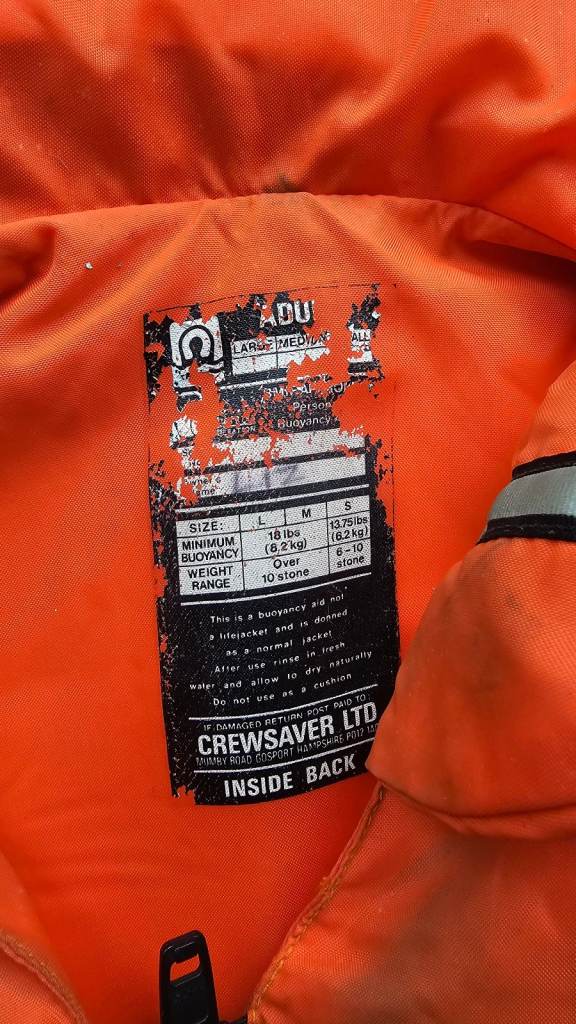 ADU
LARGE MEDIUM
Person
Buoyancy
SIZE: L M S
MINIMUM BUOYANCY 18 lbs (8.2 kg) 13.75 lbs (6.2 kg)
WEIGHT RANGE Over 10 stone 6-10 stone
This is a buoyancy aid not
a lifejacket and is donned
as a normal jacket
After use rinse in fresh
water and allow to dry naturally
Do not use as a cushion
IF DAMAGED RETURN POST PAID TO:
CREWSAVER LTD
MUMBY ROAD GOSPORT HAMPSHIRE PO12
INSIDE BACK